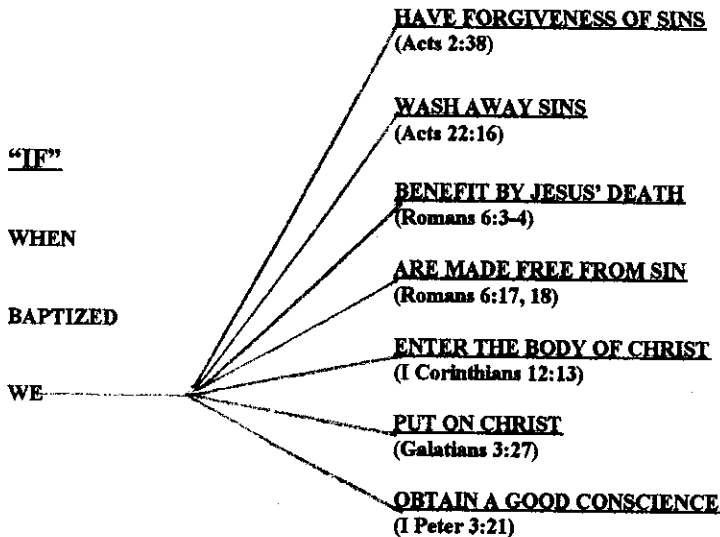 “IF”
WHEN
BAPTIZED
WE
HAVE FORGIVENESS OF SINS
(Acts 2:38)
WASH AWAY SINS
(Acts 22:16)
BENEFIT BY JESUS’ DEATH
(Romans 6:3-4)
ARE MADE FREE FROM SIN
(Romans 6:17, 18)
ENTER THE BODY OF CHRIST
(I Corinthians 12:13)
PUT ON CHRIST
(Galatians 3:27)
OBTAIN A GOOD CONSCIENCE
(I Peter 3:21)